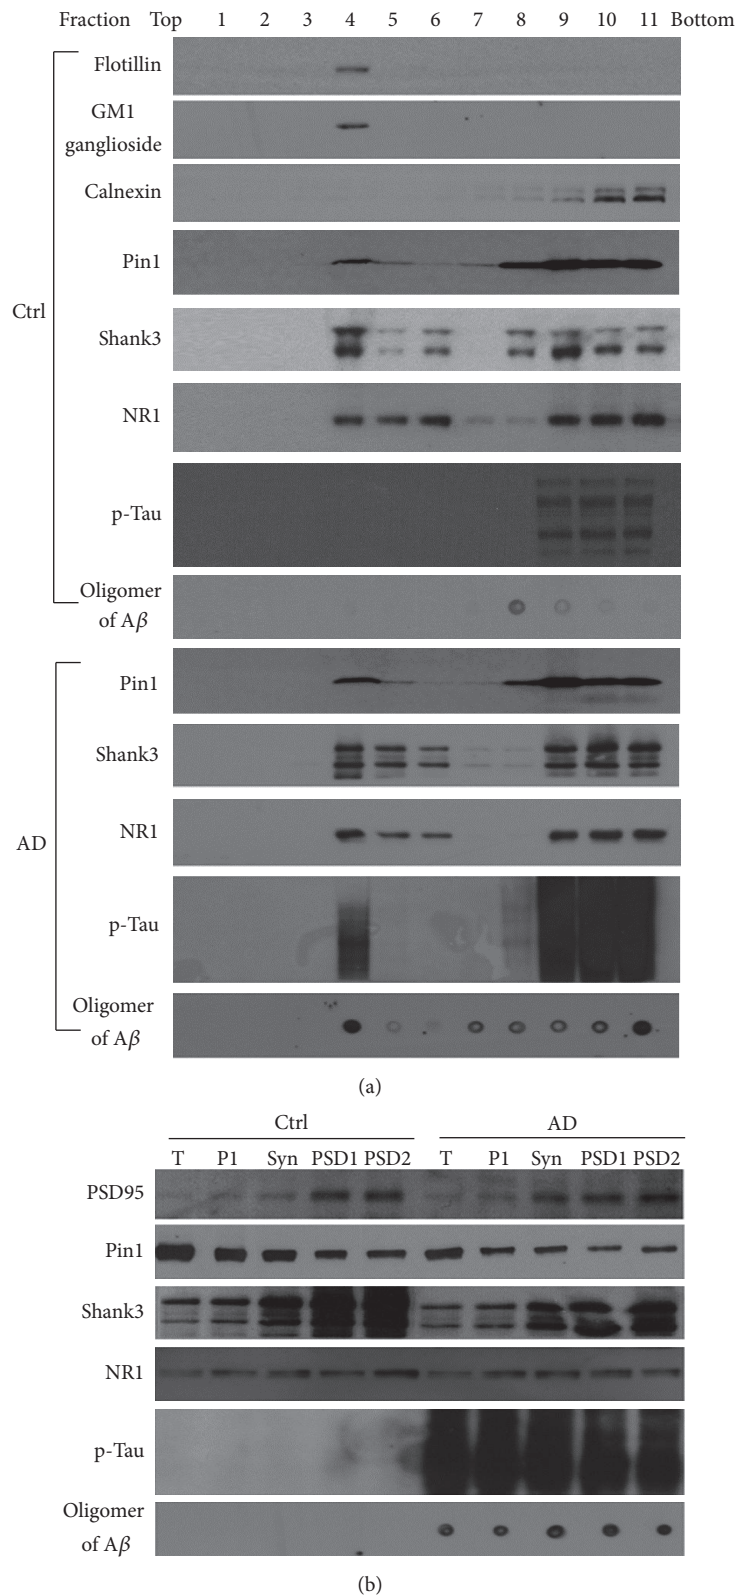 Fraction Top 1 2 3 4 5 6 7 8 9 10 11 Bottom
Flotillin
GM1
ganglioside
Calnexin
Pin1
Ctrl
Shank3
NR1
p-Tau
Oligomer
of Aβ
Pin1
Shank3
AD
NR1
p-Tau
Oligomer
of Aβ
(a)
Ctrl AD
T P1 Syn PSD1 PSD2 T P1 Syn PSD1 PSD2
PSD95
Pin1
Shank3
NR1
p-Tau
Oligomer
of Aβ
(b)